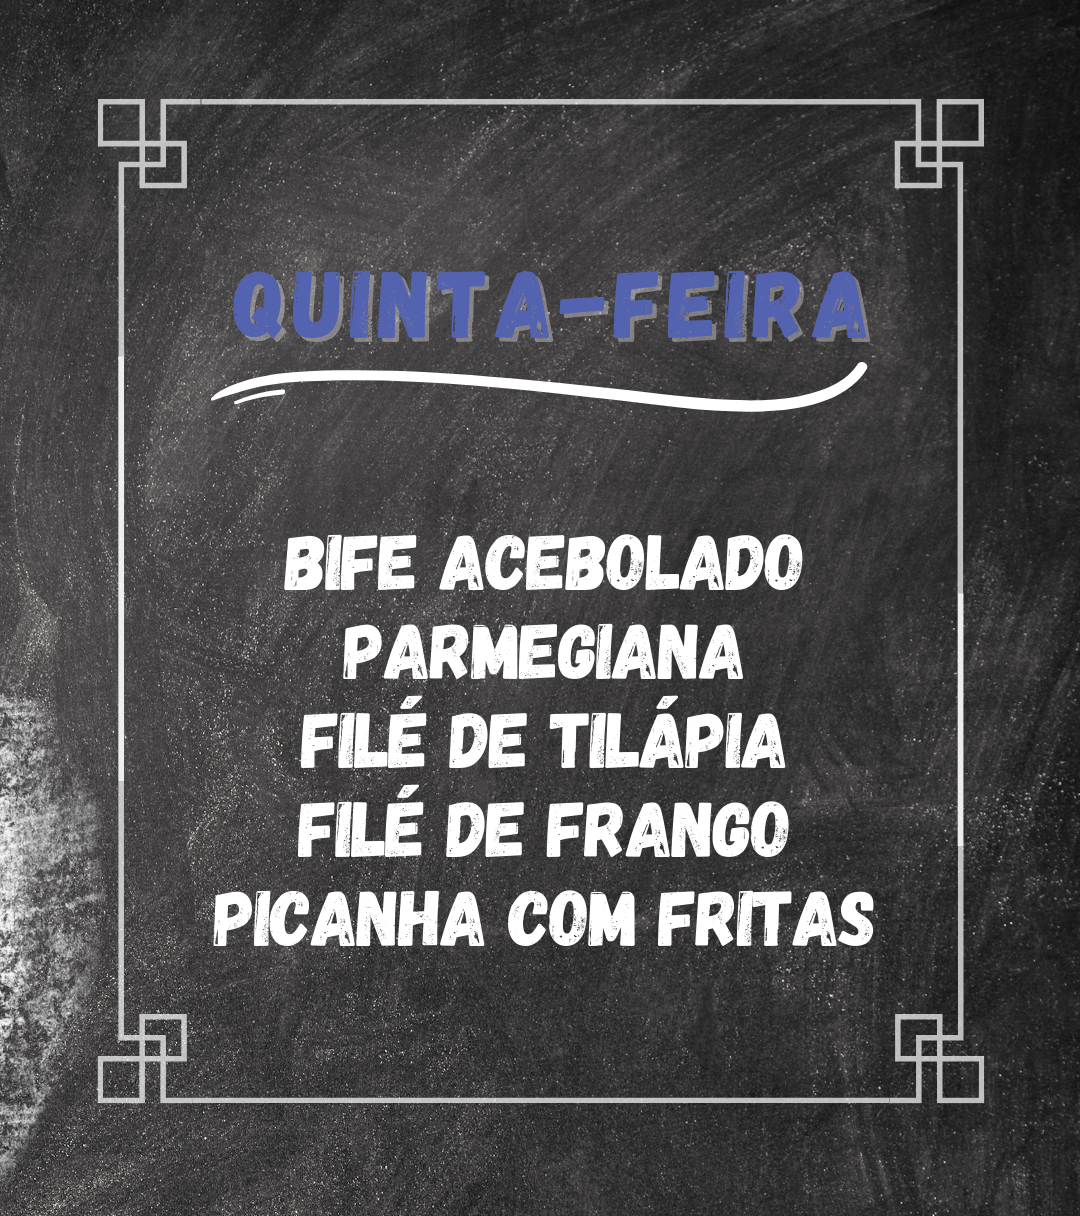 QUINTA-FEIRA
BIFE ACEBOLADO
PARMEGIANA
FILÉ DE TILÁPIA
FILÉ DE FRANGO
PICANHA COM FRITAS